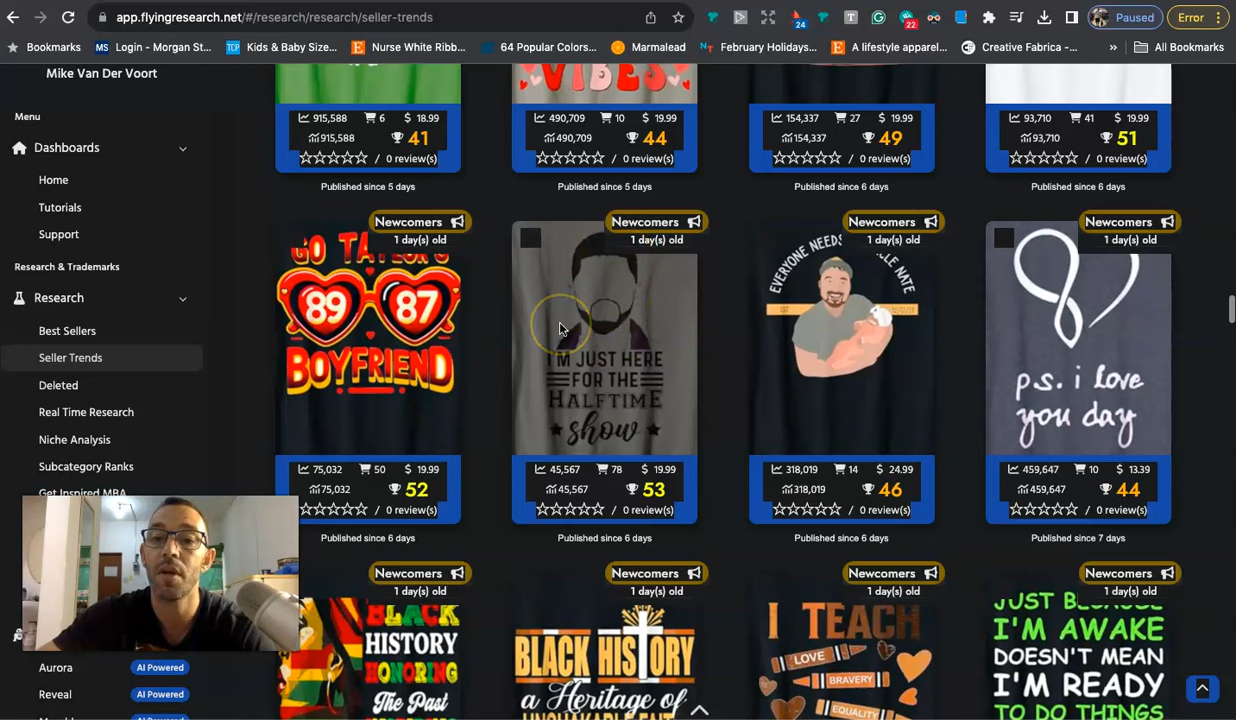 app.flyingresearch.net/#/research/research/seller-trends
24
22
Paused
Error
Bookmarks
Login - Morgan St...
Kids & Baby Size...
Nurse White Ribb...
64 Popular Colors...
Marmalead
February Holidays...
A lifestyle apparel...
Creative Fabrica -...
»
All Bookmarks
Mike Van Der Voort
Menu
Dashboards
Home
Tutorials
Support
Research & Trademarks
Research
Best Sellers
Seller Trends
Deleted
Real Time Research
Niche Analysis
Subcategory Ranks
Get Inspired MBA
Aurora AI Powered
Reveal AI Powered
VIBES
915,588 6 $ 18.99
915,588 41
/ 0 review(s)
Published since 5 days
490,709 10 $ 19.99
490,709 44
/ 0 review(s)
Published since 5 days
154,337 27 $ 19.99
154,337 49
/ 0 review(s)
Published since 6 days
93,710 41 $ 19.99
93,710 51
/ 0 review(s)
Published since 6 days
Newcomers
1 day(s) old
GO TAYLOR'S
89 87
BOYFRIEND
75,032 50 $ 19.99
75,032 52
/ 0 review(s)
Published since 6 days
Newcomers
1 day(s) old
I'M JUST HERE
FOR THE
HALFTIME
show
45,567 78 $ 19.99
45,567 53
/ 0 review(s)
Published since 6 days
Newcomers
1 day(s) old
EVERYONE NEEDS
NATE
318,019 14 $ 24.99
318,019 46
/ 0 review(s)
Published since 6 days
Newcomers
1 day(s) old
p.s. i love
you day
459,647 10 $ 13.39
459,647 44
/ 0 review(s)
Published since 7 days
Newcomers
1 day(s) old
BLACK
HISTORY
HONORING
The Past
Newcomers
1 day(s) old
BLACK HISTORY
a Heritage of
Newcomers
1 day(s) old
I TEACH
LOVE
BRAVERY
EQUALITY
Newcomers
1 day(s) old
JUST BECAUSE
I'M AWAKE
DOESN'T MEAN
I'M READY
TO DO THINGS